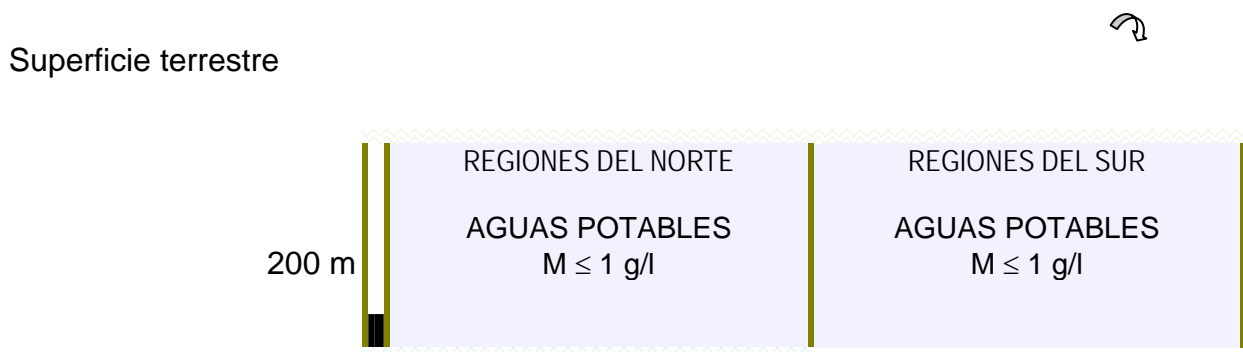 Superficie terrestre
REGIONES DEL NORTE
REGIONES DEL SUR
AGUAS POTABLES
AGUAS POTABLES
200 m
M ≤ 1 g/l
M ≤ 1 g/l